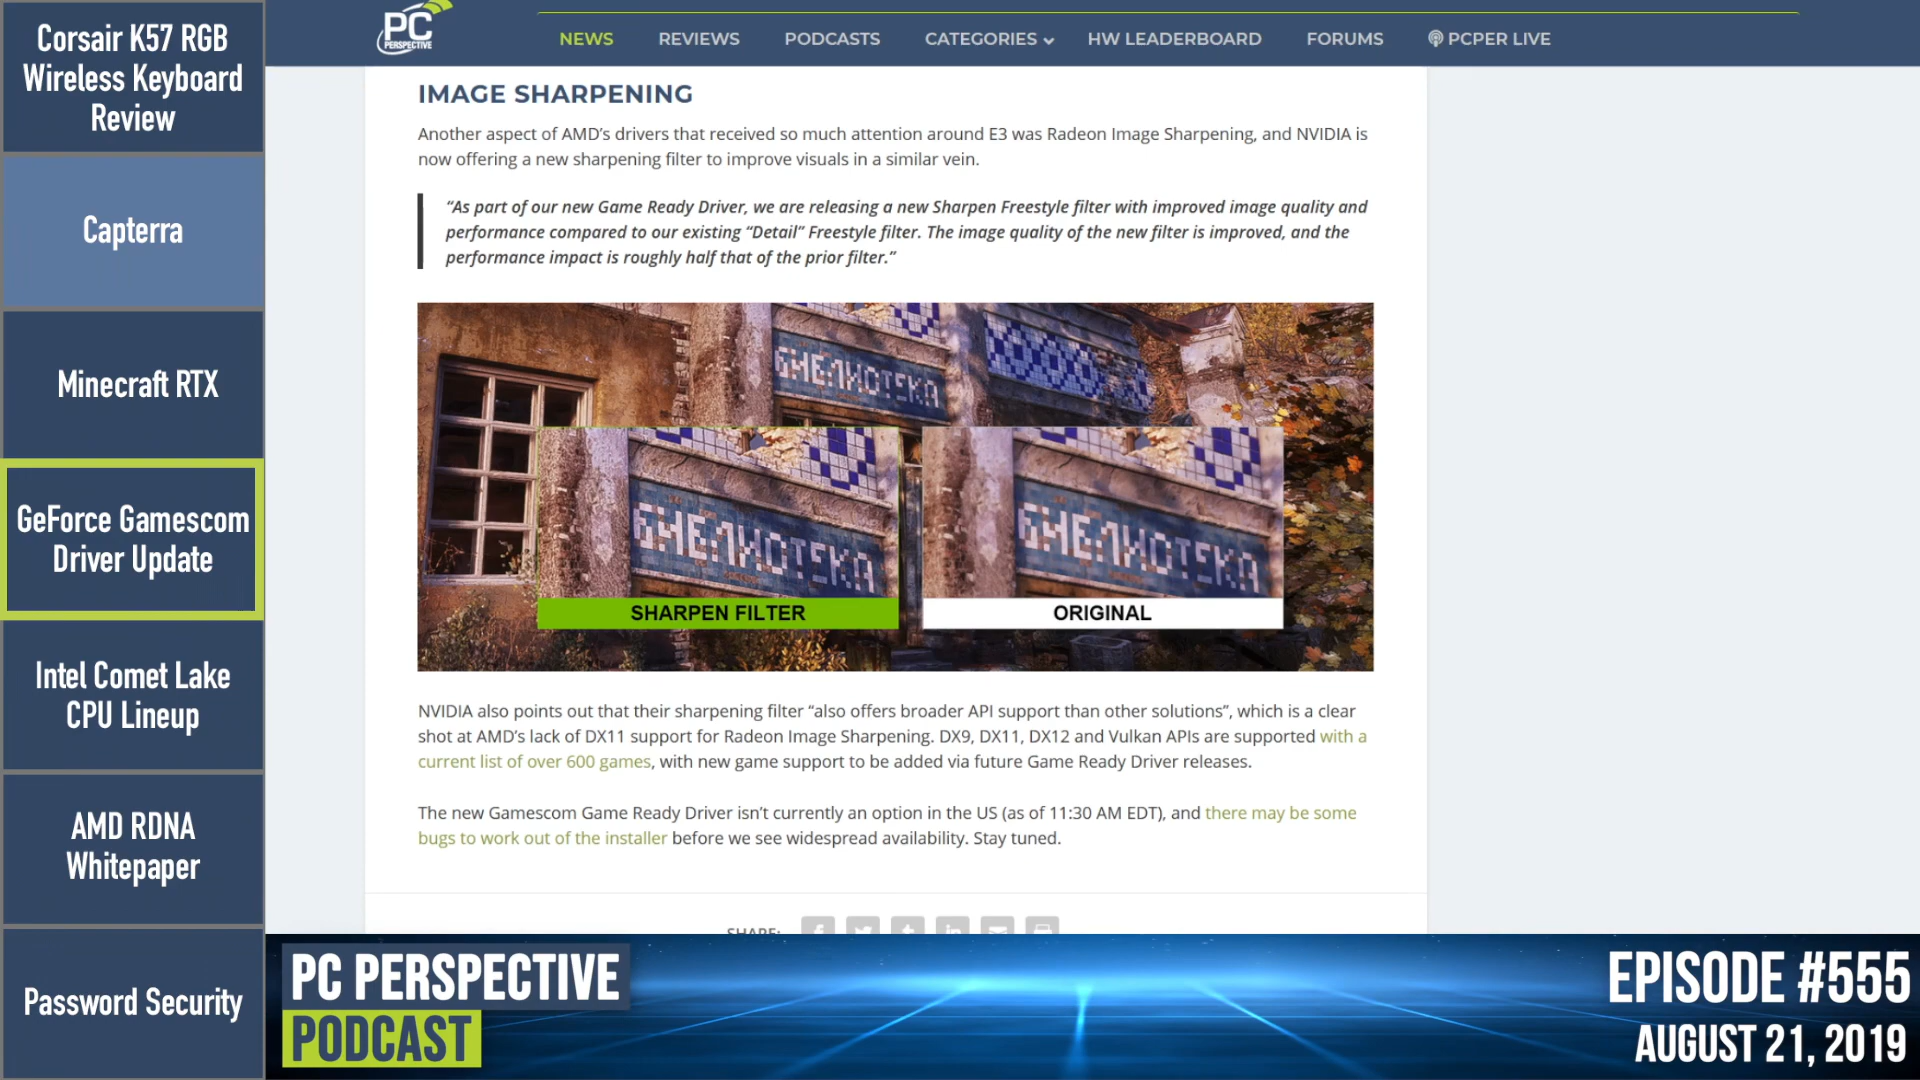 Corsair K57 RGB
Wireless Keyboard
Review
Capterra
Minecraft RTX
GeForce Gamescom
Driver Update
Intel Comet Lake
CPU Lineup
AMD RDNA
Whitepaper
Password Security
PC
PERSPECTIVE
NEWS
REVIEWS
PODCASTS
CATEGORIES
HW LEADERBOARD
FORUMS
PCPER LIVE
IMAGE SHARPENING
Another aspect of AMD’s drivers that received so much attention around E3 was Radeon Image Sharpening, and NVIDIA is
now offering a new sharpening filter to improve visuals in a similar vein.
“As part of our new Game Ready Driver, we are releasing a new Sharpen Freestyle filter with improved image quality and
performance compared to our existing “Detail” Freestyle filter. The image quality of the new filter is improved, and the
performance impact is roughly half that of the prior filter.”
БИБЛИОТЕКА
БИБЛИОТЕКА
БИБЛИОТЕКА
SHARPEN FILTER
ORIGINAL
NVIDIA also points out that their sharpening filter “also offers broader API support than other solutions”, which is a clear
shot at AMD’s lack of DX11 support for Radeon Image Sharpening. DX9, DX11, DX12 and Vulkan APIs are supported with a
current list of over 600 games, with new game support to be added via future Game Ready Driver releases.
The new Gamescom Game Ready Driver isn’t currently an option in the US (as of 11:30 AM EDT), and there may be some
bugs to work out of the installer before we see widespread availability. Stay tuned.
SHARE:
PC PERSPECTIVE
PODCAST
EPISODE #555
AUGUST 21, 2019